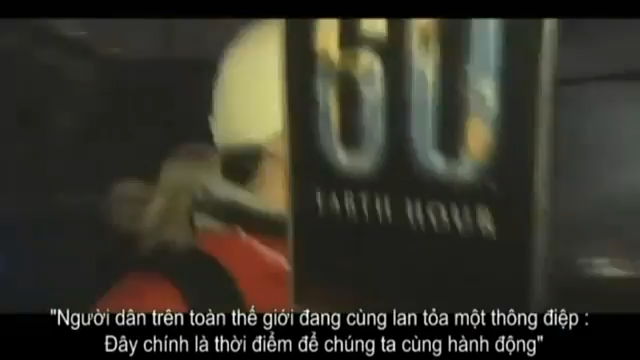 60
EARTH HOUR
"Người dân trên toàn thế giới đang cùng lan tỏa một thông điệp :
Đây chính là thời điểm để chúng ta cùng hành động"